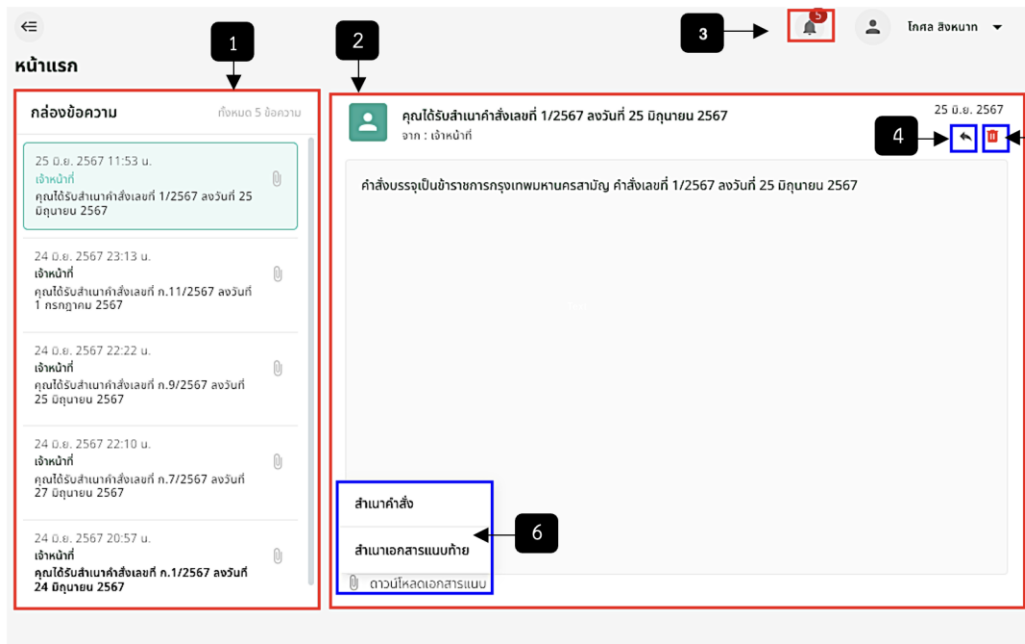 1
2
3
5
โกศล สิงหนาท
หน้าแรก
กล่องข้อความ
ทั้งหมด 5 ข้อความ
25 มิ.ย. 2567 11:53 น.
เจ้าหน้าที่
คุณได้รับสำเนาคำสั่งเลขที่ 1/2567 ลงวันที่ 25
มิถุนายน 2567
24 มิ.ย. 2567 23:13 น.
เจ้าหน้าที่
คุณได้รับสำเนาคำสั่งเลขที่ ก.11/2567 ลงวันที่
1 กรกฎาคม 2567
24 มิ.ย. 2567 22:22 น.
เจ้าหน้าที่
คุณได้รับสำเนาคำสั่งเลขที่ ก.9/2567 ลงวันที่
25 มิถุนายน 2567
24 มิ.ย. 2567 22:10 น.
เจ้าหน้าที่
คุณได้รับสำเนาคำสั่งเลขที่ ก.7/2567 ลงวันที่
27 มิถุนายน 2567
24 มิ.ย. 2567 20:57 น.
เจ้าหน้าที่
คุณได้รับสำเนาคำสั่งเลขที่ ก.1/2567 ลงวันที่
24 มิถุนายน 2567
คุณได้รับสำเนาคำสั่งเลขที่ 1/2567 ลงวันที่ 25 มิถุนายน 2567
จาก : เจ้าหน้าที่
25 มิ.ย. 2567
4
คำสั่งบรรจุเป็นข้าราชการกรุงเทพมหานครสามัญ คำสั่งเลขที่ 1/2567 ลงวันที่ 25 มิถุนายน 2567
สำเนาคำสั่ง
6
สำเนาเอกสารแนบท้าย
ดาวน์โหลดเอกสารแนบ